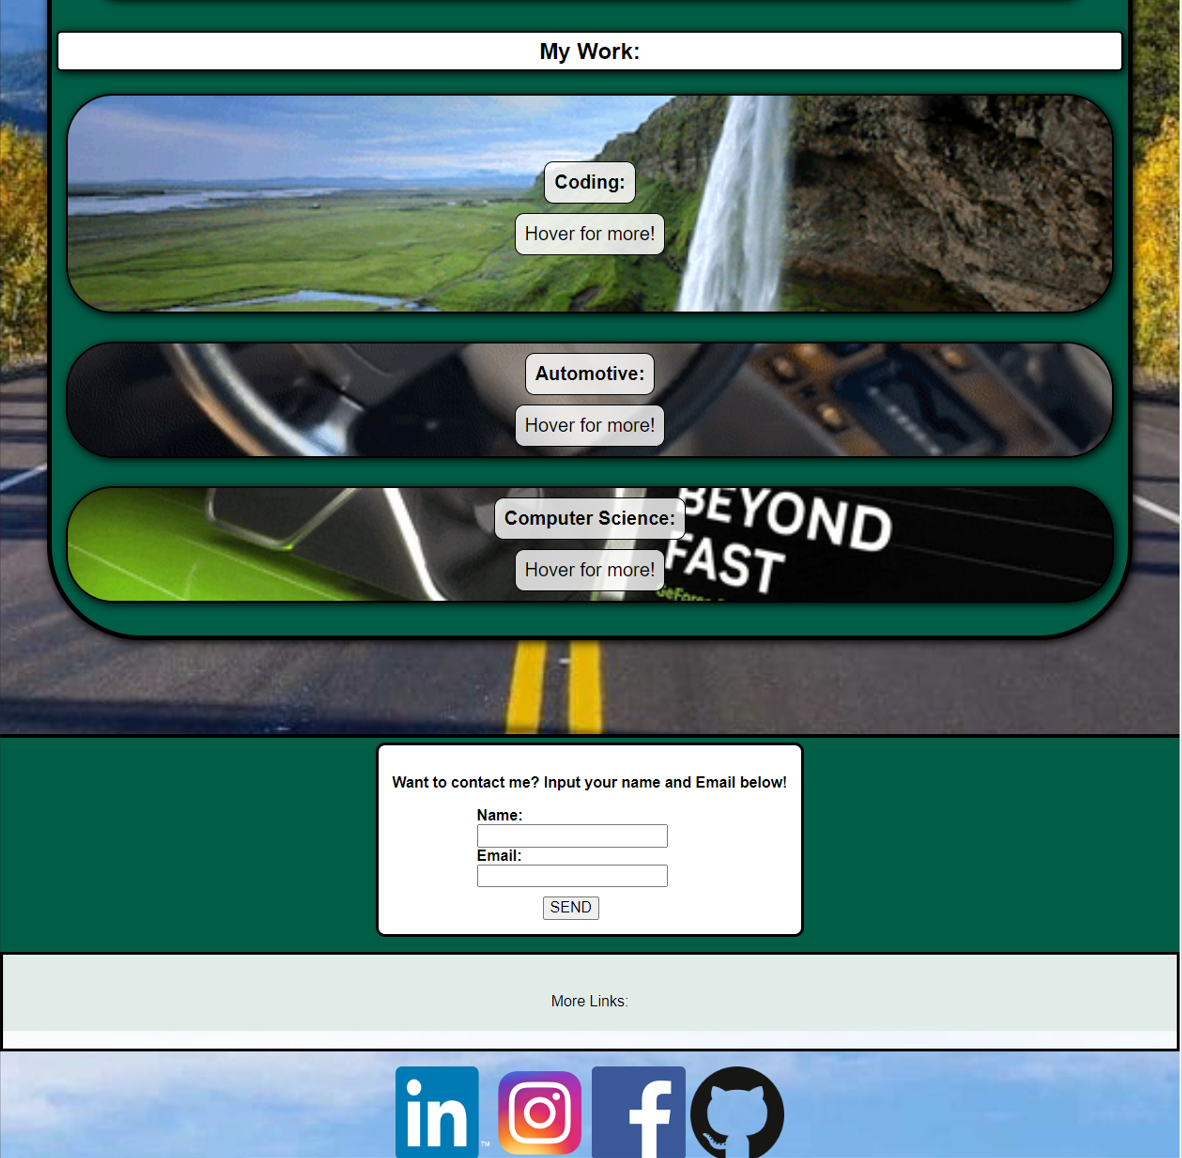 My Work:
Coding:
Hover for more!
Automotive:
Hover for more!
Computer Science:
Hover for more!
BEYOND
FAST
GeForce
Want to contact me? Input your name and Email below!
Name:
Email:
SEND
More Links:
in
TM
f